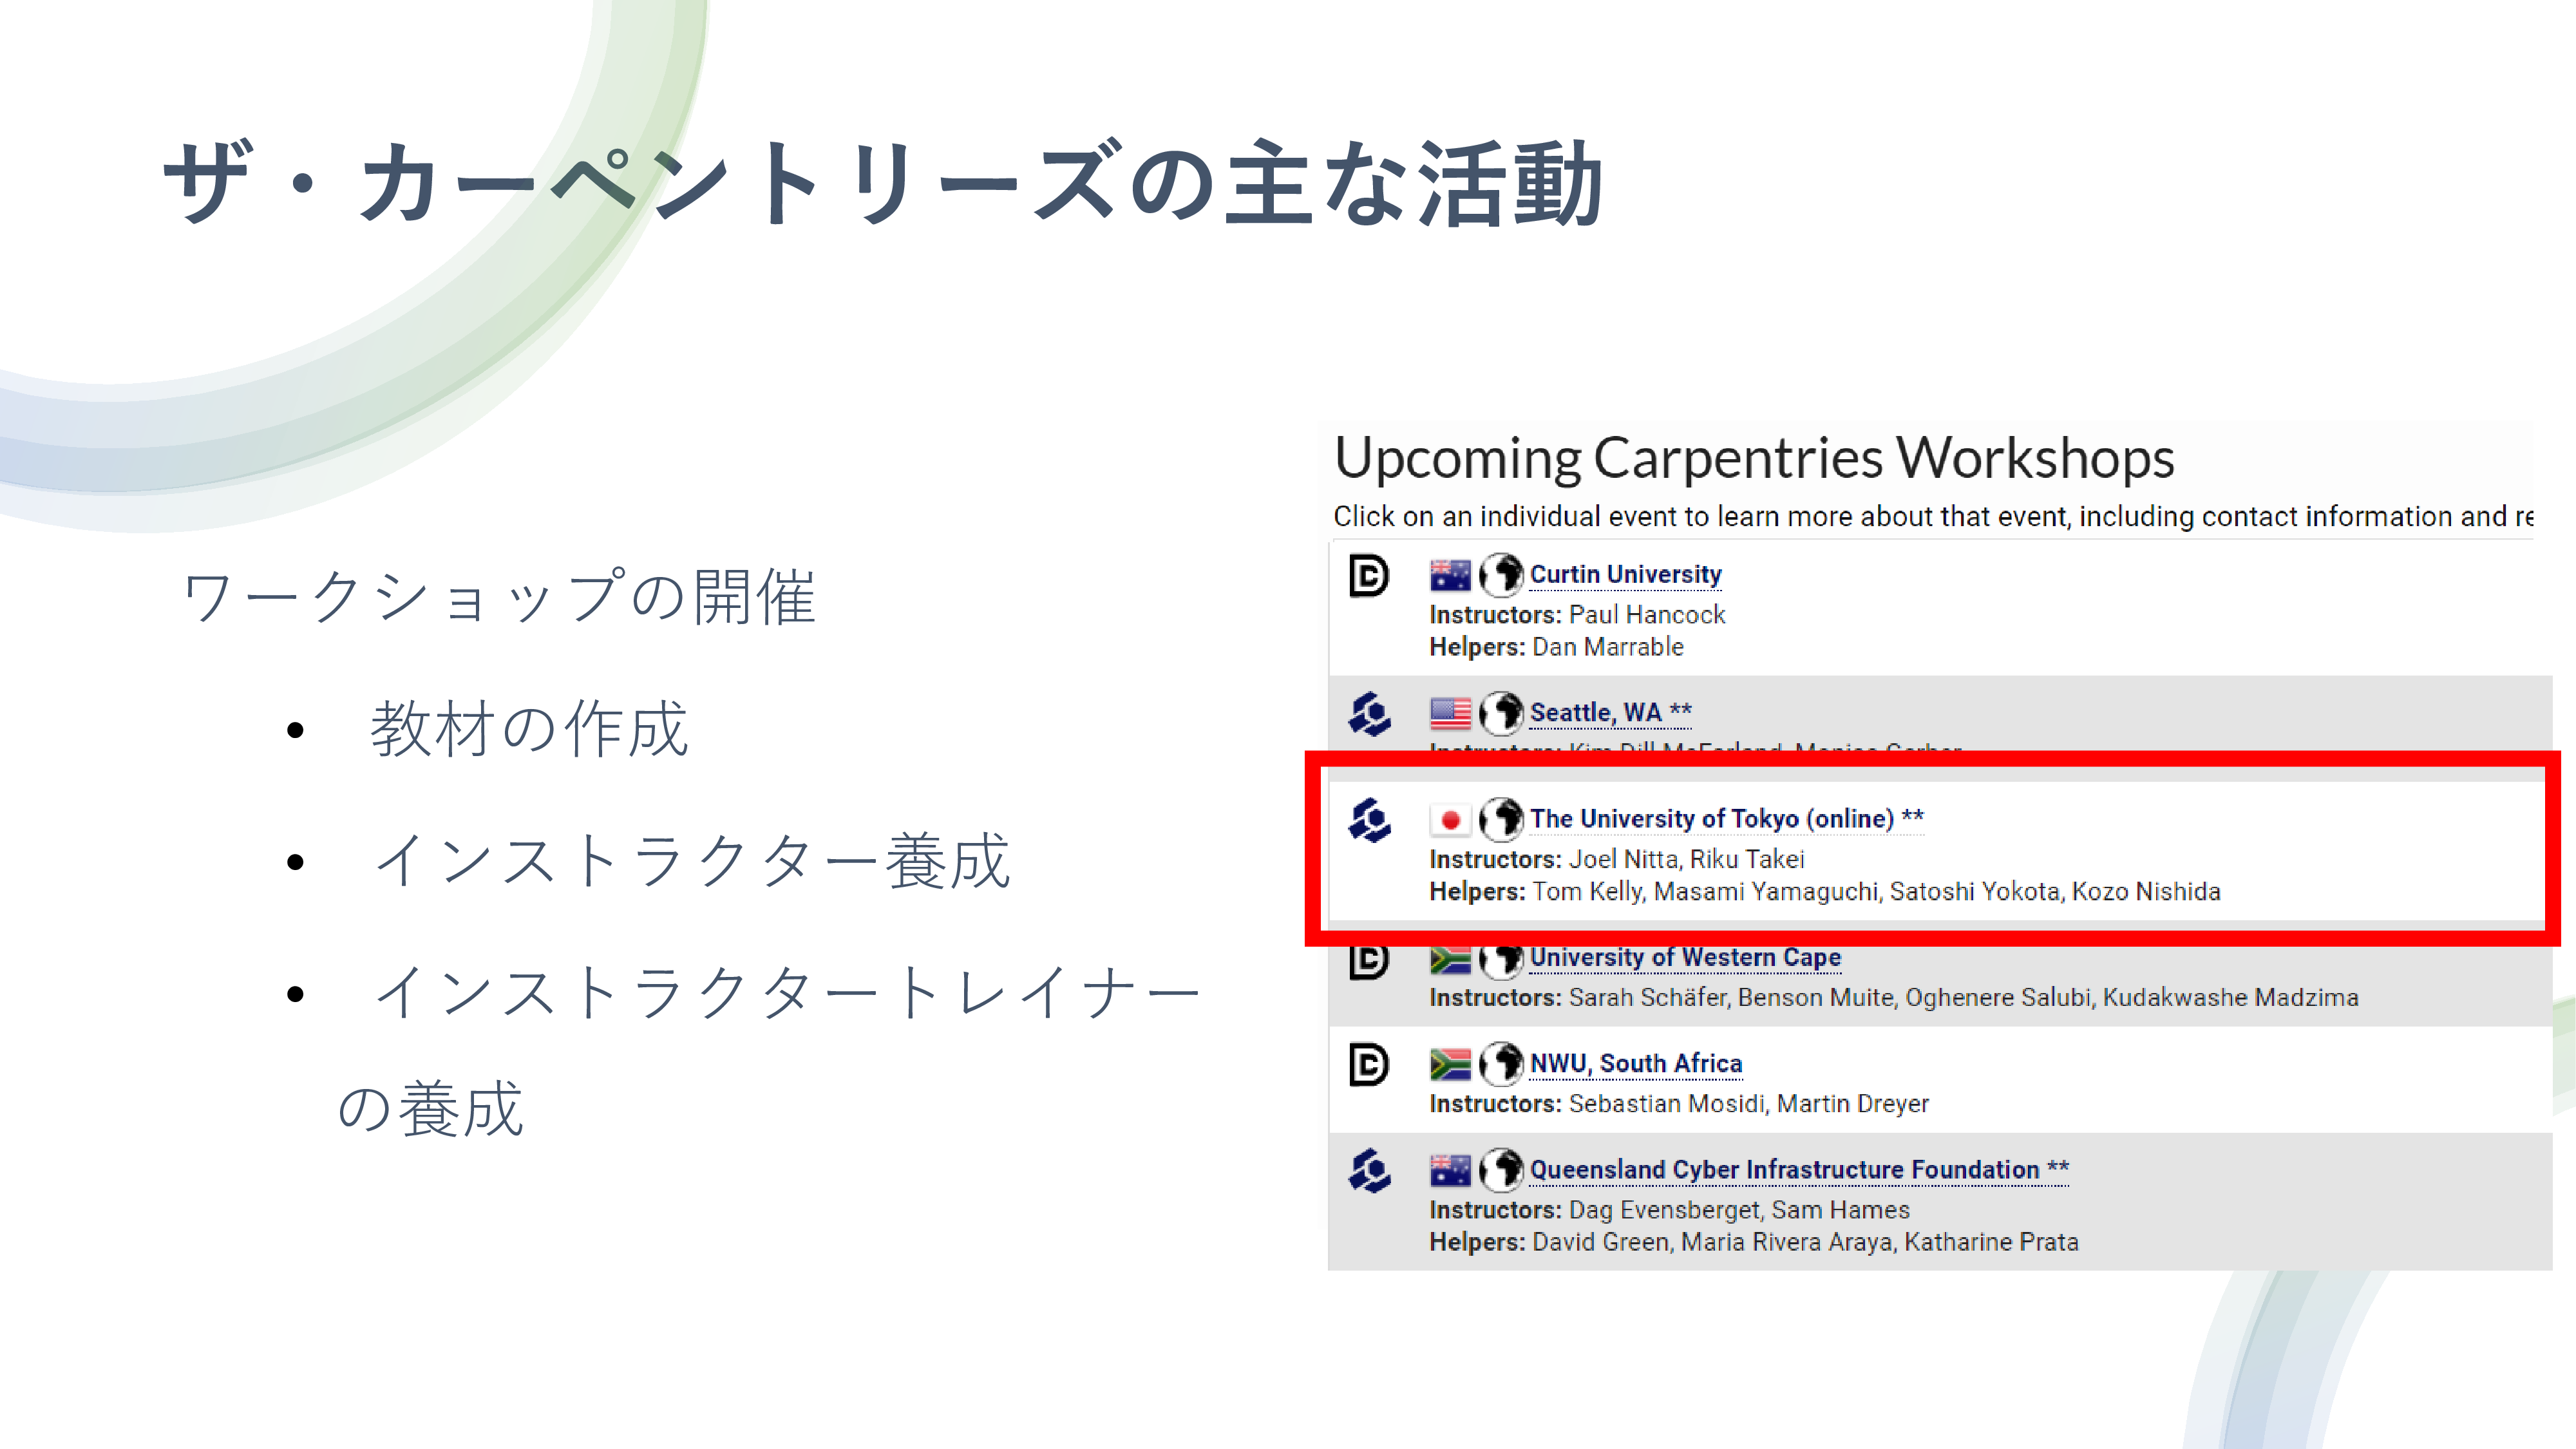 ザ・カーペントリーズの主な活動
ワークショップの開催
• 教材の作成
• インストラクター養成
• インストラクタートレイナー
の養成
Upcoming Carpentries Workshops
Click on an individual event to learn more about that event, including contact information and re
Curtin University
Instructors: Paul Hancock
Helpers: Dan Marrable
Seattle, WA **
Instructors: Kim Dill-McFarland, Monica Gerber
The University of Tokyo (online) **
Instructors: Joel Nitta, Riku Takei
Helpers: Tom Kelly, Masami Yamaguchi, Satoshi Yokota, Kozo Nishida
University of Western Cape
Instructors: Sarah Schäfer, Benson Muite, Oghenere Salubi, Kudakwashe Madzima
NWU, South Africa
Instructors: Sebastian Mosidi, Martin Dreyer
Queensland Cyber Infrastructure Foundation **
Instructors: Dag Evensberget, Sam Hames
Helpers: David Green, Maria Rivera Araya, Katharine Prata